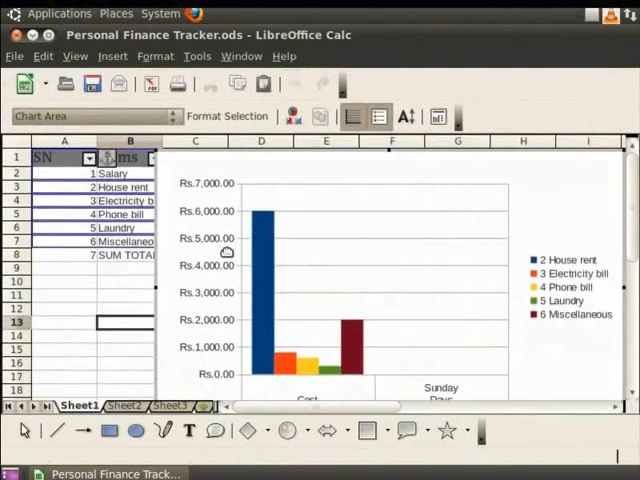 Applications Places System
Personal Finance Tracker.ods - LibreOffice Calc
File Edit View Insert Format Tools Data Window Help
Chart Area Format Selection
A B C D E F G H I
1 SN ms
2 1 Salary
3 2 House rent
4 3 Electricity b
5 4 Phone bill
6 5 Laundry
7 6 Miscellaneo
8 7 SUM TOTA
9
10
11
12
13
14
15
16
17
18
Rs.7,000.00
Rs.6,000.00
Rs.5,000.00
Rs.4,000.00
Rs.3,000.00
Rs.2,000.00
Rs.1,000.00
Rs.0.00
Cost
Sunday
Days
2 House rent
3 Electricity bill
4 Phone bill
5 Laundry
6 Miscellaneous
Sheet1 Sheet2 Sheet3
T
Personal Finance Track...